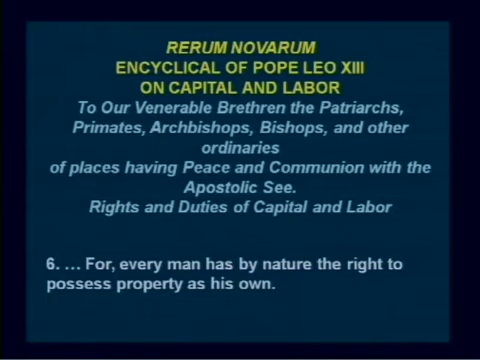 RERUM NOVARUM
ENCYCLICAL OF POPE LEO XIII
ON CAPITAL AND LABOR
To Our Venerable Brethren the Patriarchs,
Primates, Archbishops, Bishops, and other
ordinaries
of places having Peace and Communion with the
Apostolic See.
Rights and Duties of Capital and Labor
6. ... For, every man has by nature the right to
possess property as his own.